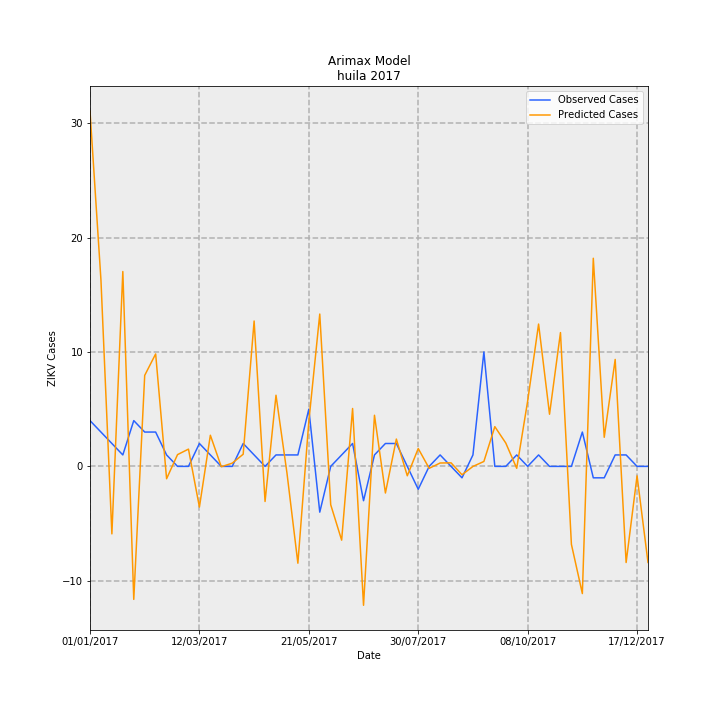 Arimax Model
huila 2017
Observed Cases
Predicted Cases
ZIKV Cases
30
20
10
0
−10
01/01/2017
12/03/2017
21/05/2017
30/07/2017
08/10/2017
17/12/2017
Date